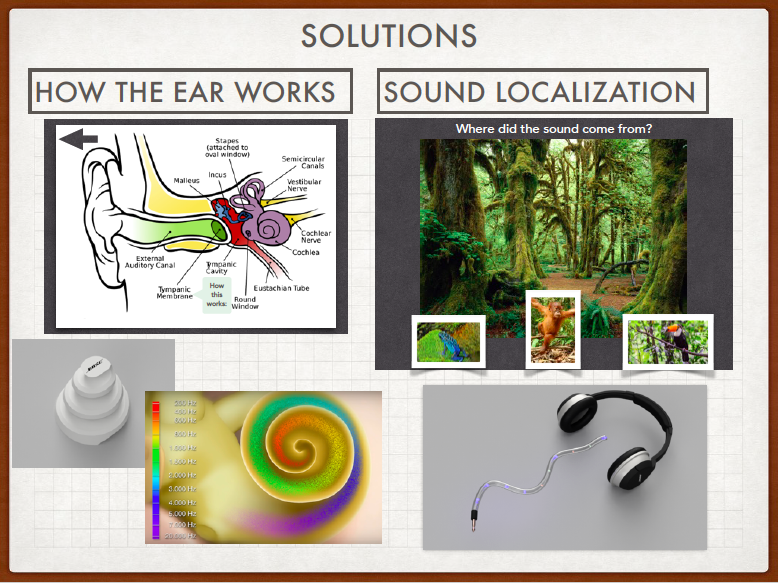 SOLUTIONS
HOW THE EAR WORKS
SOUND LOCALIZATION
Stapes
(attached to
oval window)
Semicircular
Canals
Incus
Malleus
Vestibular
Nerve
Cochlear
Nerve
Cochlea
External
Auditory Canal
Tympanic
Cavity
Eustachian Tube
Tympanic
Membrane
How
this
works:
Round
Window
Where did the sound come from?
200 Hz
400 Hz
600 Hz
800 Hz
1.000 Hz
1.500 Hz
2.000 Hz
3.000 Hz
4.000 Hz
5.000 Hz
7.000 Hz
20.000 Hz